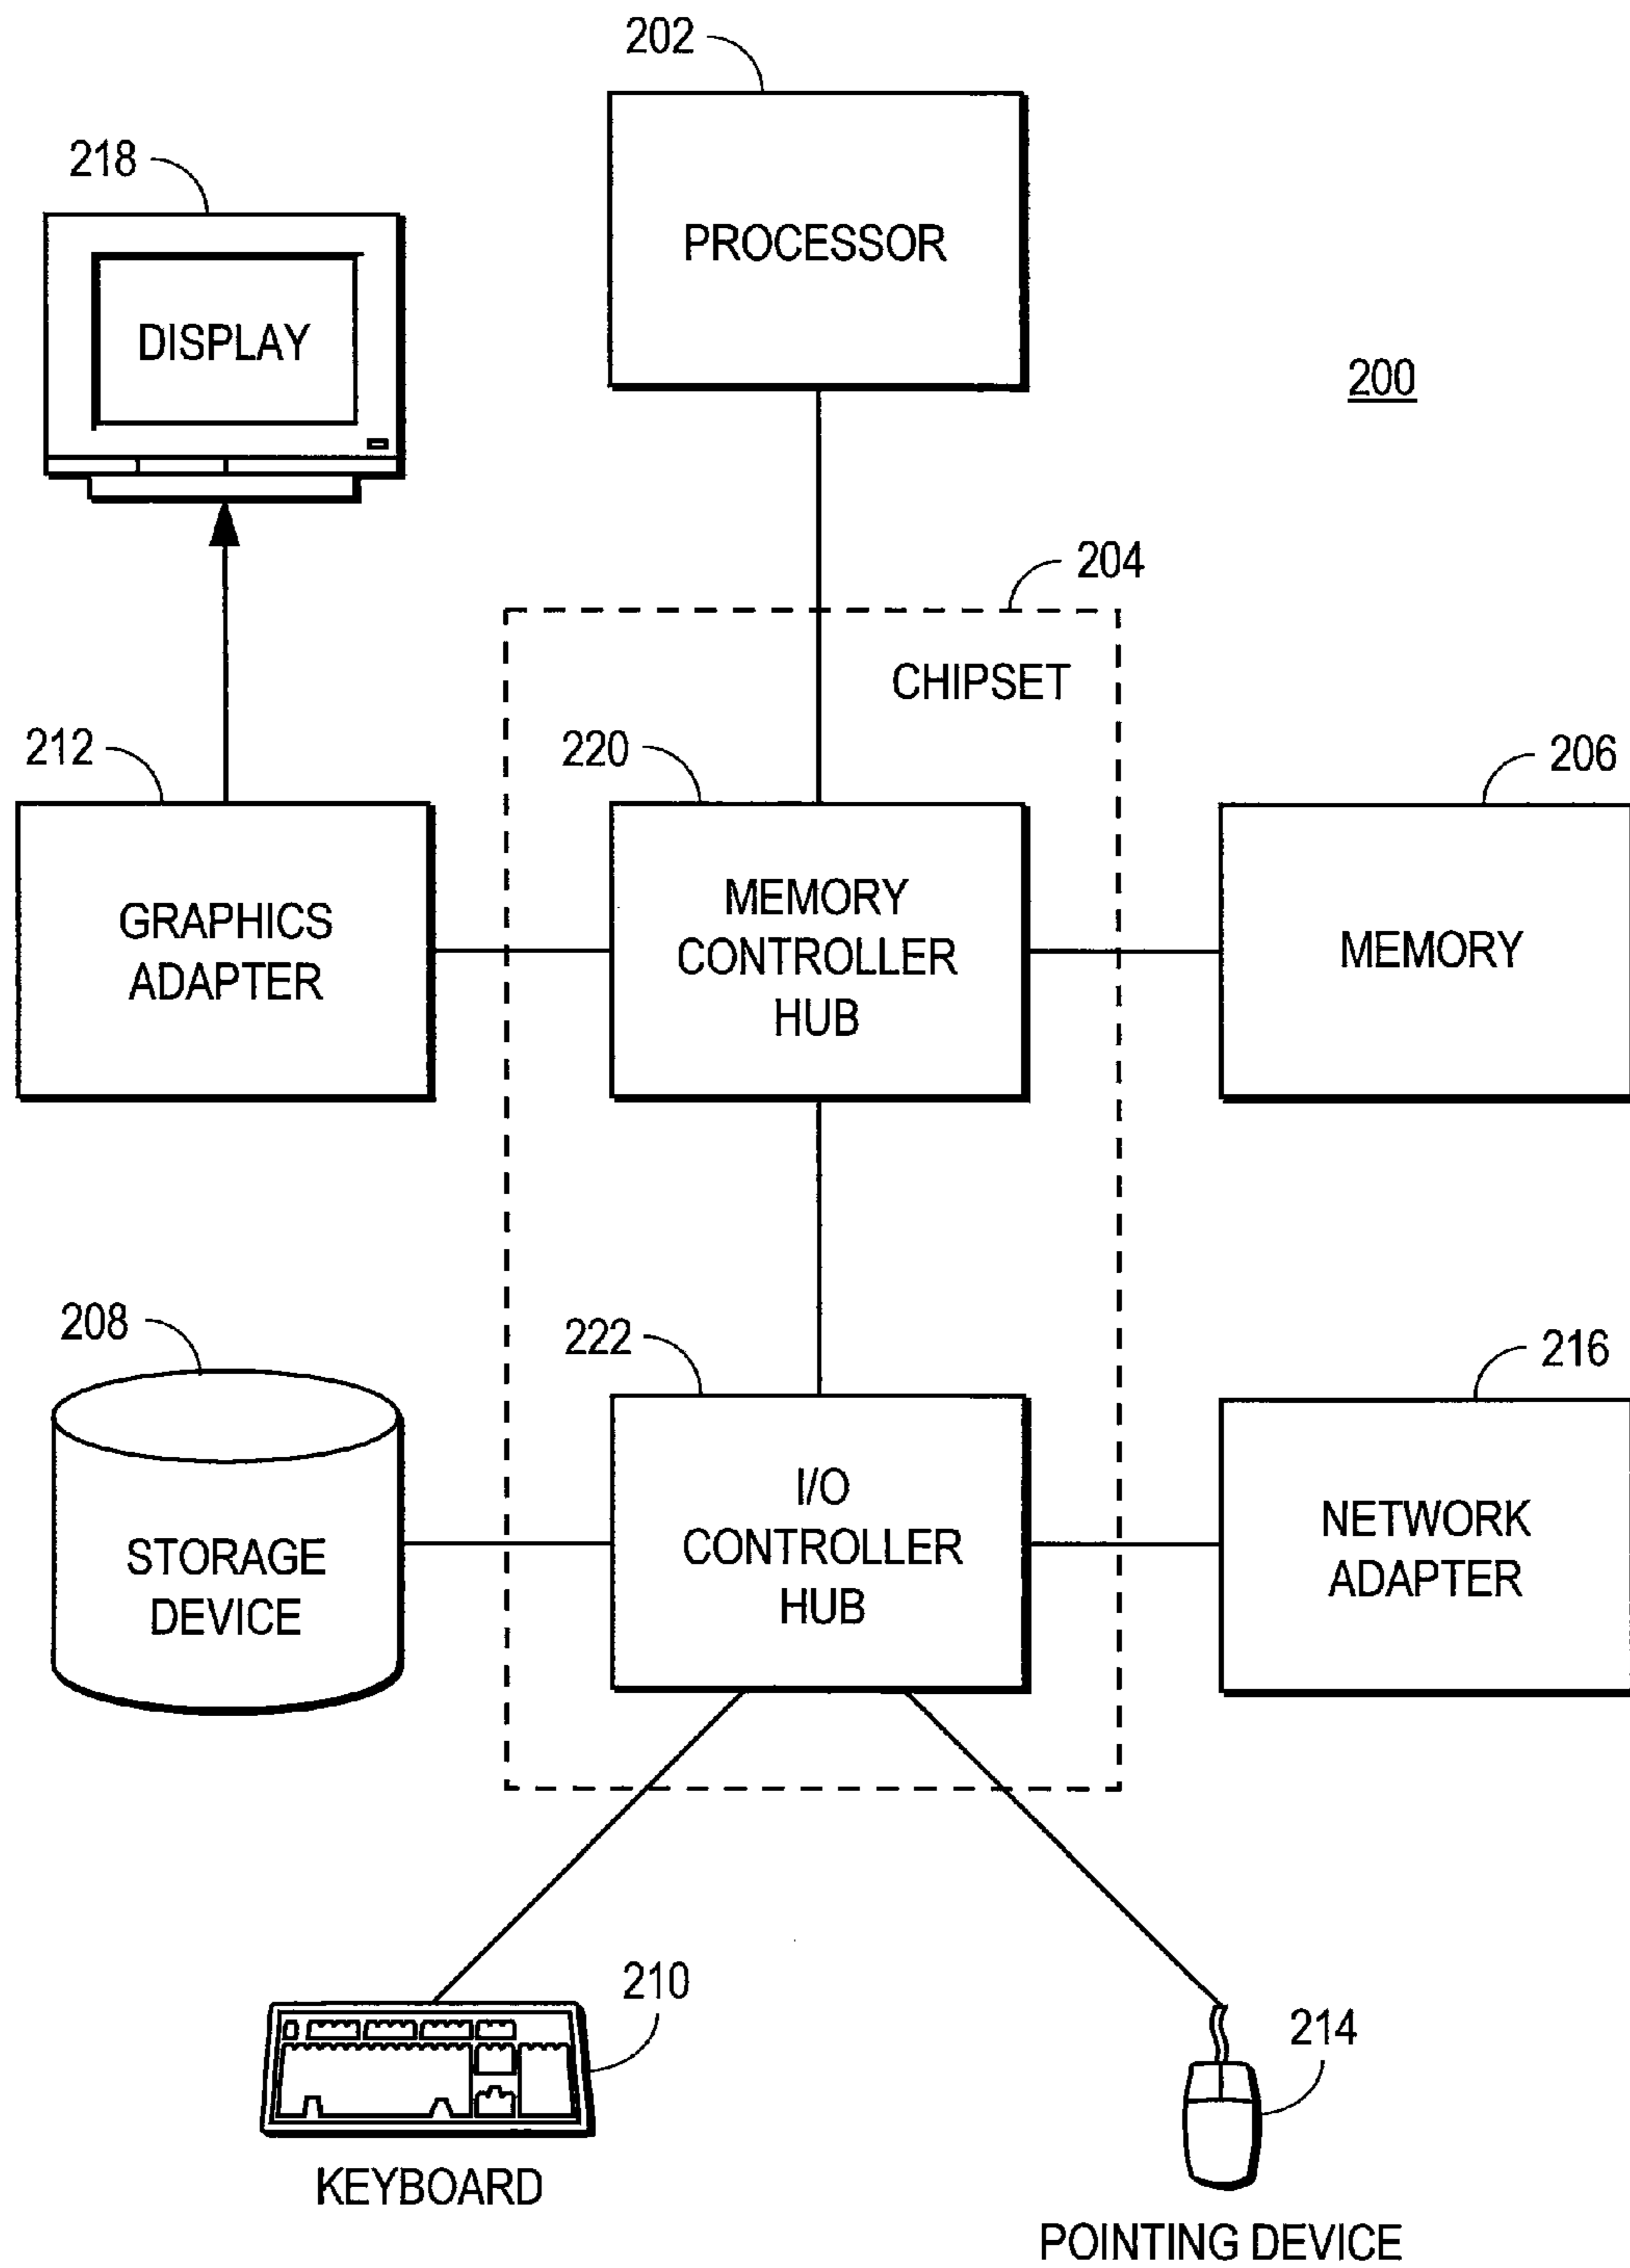 202
218
PROCESSOR
DISPLAY
200
204
CHIPSET
212
220
206
GRAPHICS
ADAPTER
MEMORY
CONTROLLER
HUB
MEMORY
208
222
216
STORAGE
DEVICE
I/O
CONTROLLER
HUB
NETWORK
ADAPTER
210
214
KEYBOARD
POINTING DEVICE